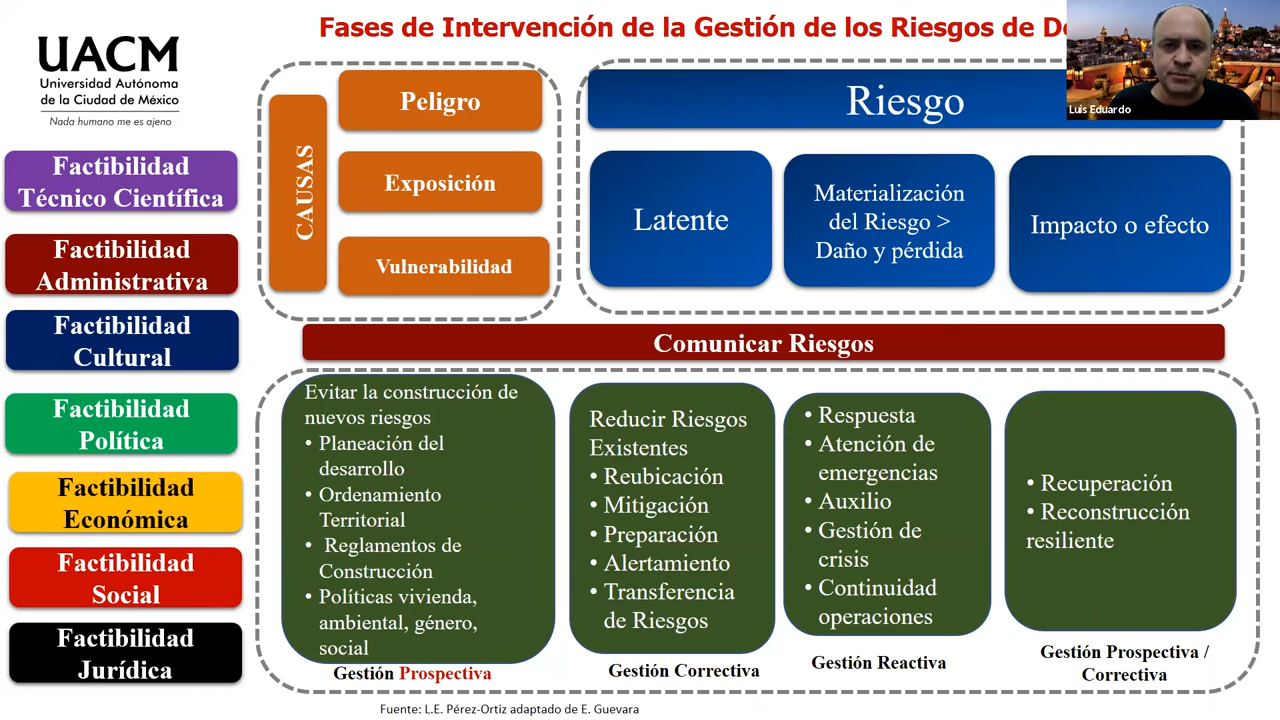 Fases de Intervención de la Gestión de los Riesgos de
UACM
Universidad Autónoma
de la Ciudad de México
Nada humano me es ajeno
Luis Eduardo
Factibilidad
Técnico Científica
Factibilidad
Administrativa
Factibilidad
Cultural
Factibilidad
Política
Factibilidad
Económica
Factibilidad
Social
Factibilidad
Jurídica
CAUSAS
Peligro
Exposición
Vulnerabilidad
Riesgo
Latente
Materialización
del Riesgo >
Daño y pérdida
Impacto o efecto
Comunicar Riesgos
Evitar la construcción de
nuevos riesgos
• Planeación del
desarrollo
• Ordenamiento
Territorial
• Reglamentos de
Construcción
• Políticas vivienda,
ambiental, género,
social
Gestión Prospectiva
Reducir Riesgos
Existentes
• Reubicación
• Mitigación
• Preparación
• Alertamiento
• Transferencia
de Riesgos
Gestión Correctiva
• Respuesta
• Atención de
emergencias
• Auxilio
• Gestión de
crisis
• Continuidad
operaciones
Gestión Reactiva
• Recuperación
• Reconstrucción
resiliente
Gestión Prospectiva /
Correctiva
Fuente: L.E. Pérez-Ortiz adaptado de E. Guevara